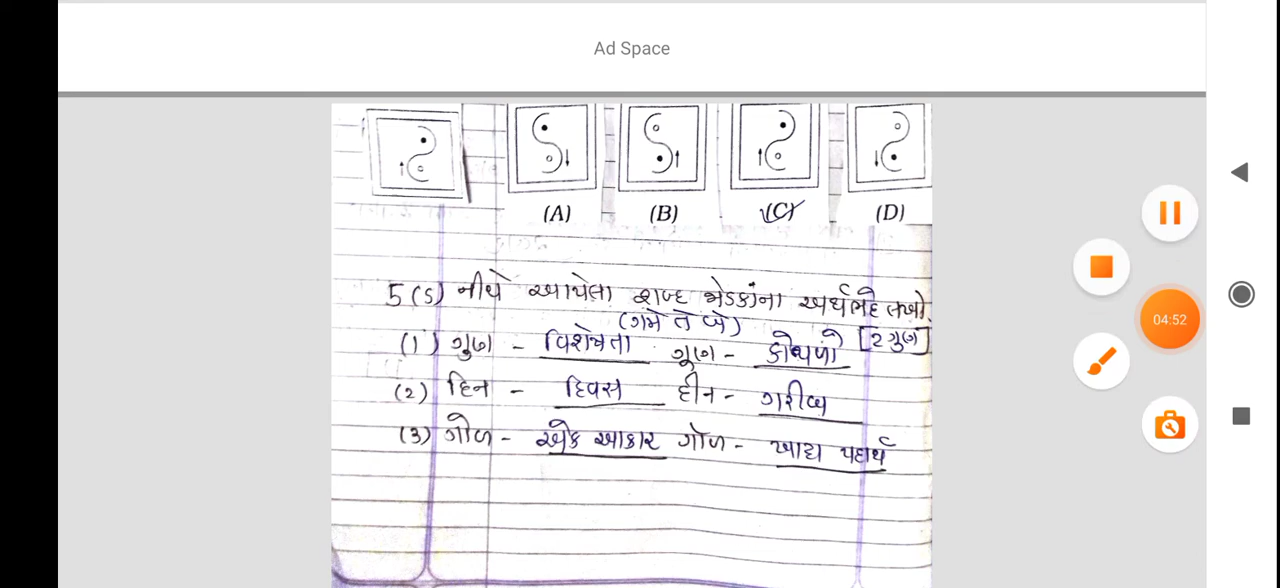 Ad Space
(A) (B) (C) (D)
5(S) નીચે આપેલા શબ્દ જોડકાંના અર્થભેદ લખો.
(ગમે તે બે) [2ગુણ]
(1) ગુણ - વિશેષતા ગૂણ - કોથળો
(2) દિન - દિવસ દીન - ગરીબ
(3) ગોળ - એક આકાર ગૉળ - ખાદ્ય પદાર્થ
04:52